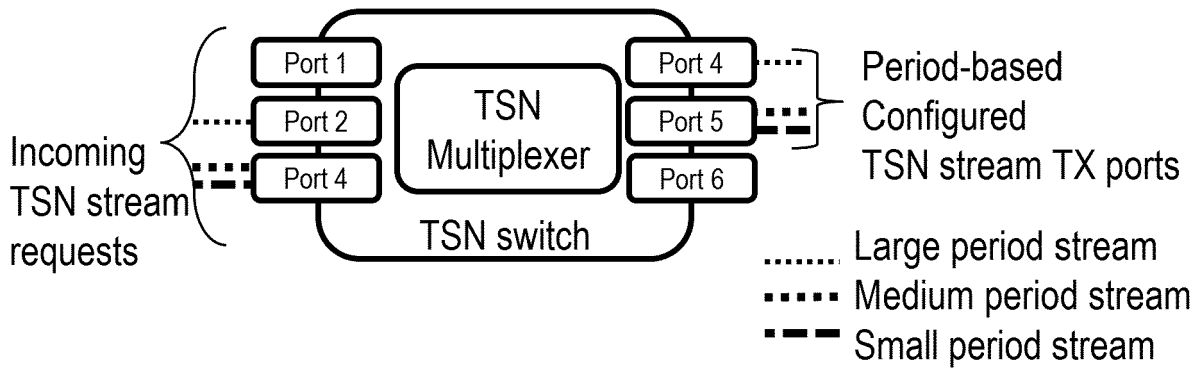 Incoming
TSN stream
requests
Port 1
Port 2
Port 4
TSN
Multiplexer
TSN switch
Port 4
Port 5
Port 6
Period-based
Configured
TSN stream TX ports
Large period stream
Medium period stream
Small period stream